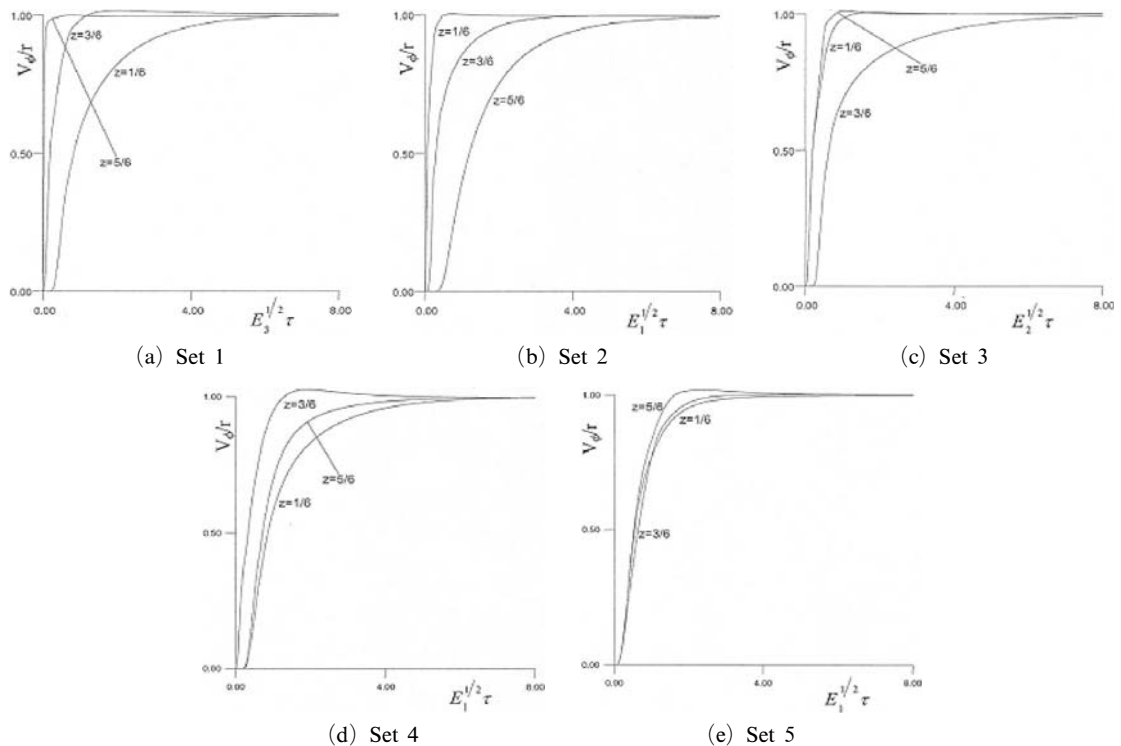 1.00
0.50
0.00
V_ϕ/r
z=3/6
z=1/6
z=5/6
0.00 4.00 8.00
E_3^{1/2} τ
(a) Set 1
1.00
0.50
0.00
V_ϕ/r
z=1/6
z=3/6
z=5/6
0.00 4.00 8.00
E_1^{1/2} τ
(b) Set 2
1.00
0.50
0.00
V_ϕ/r
z=1/6
z=5/6
z=3/6
0.00 4.00 8.00
E_2^{1/2} τ
(c) Set 3
1.00
0.50
0.00
V_ϕ/r
z=3/6
z=5/6
z=1/6
0.00 4.00 8.00
E_1^{1/2} τ
(d) Set 4
1.00
0.50
0.00
V_ϕ/r
z=5/6
z=1/6
z=3/6
0.00 4.00 8.00
E_1^{1/2} τ
(e) Set 5